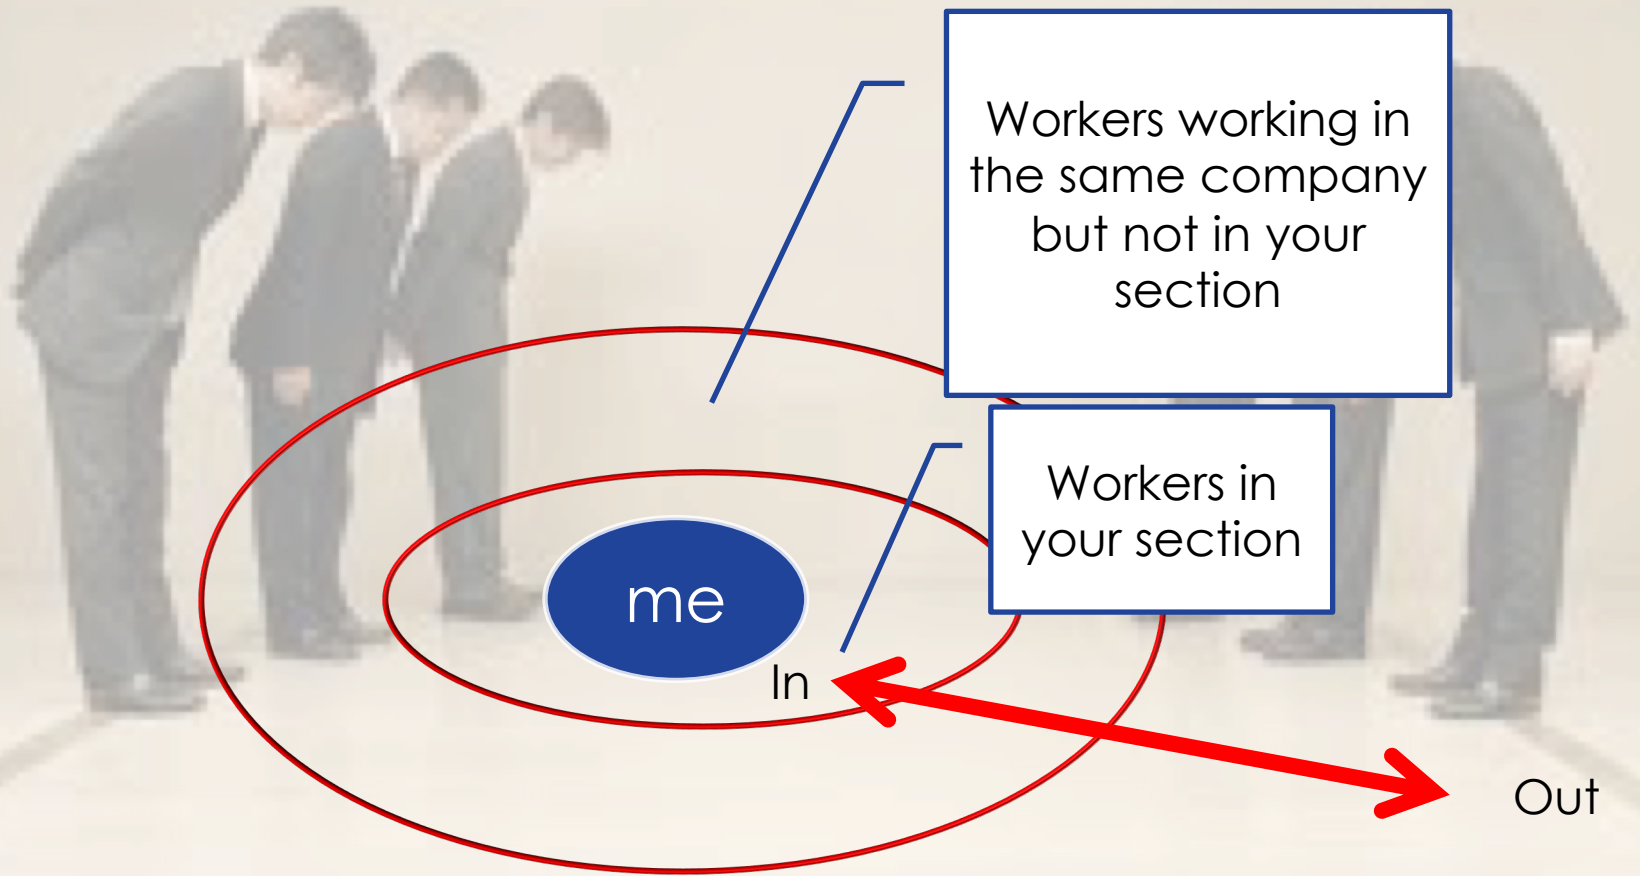 Workers working in
the same company
but not in your
section
Workers in
your section
me
In
Out